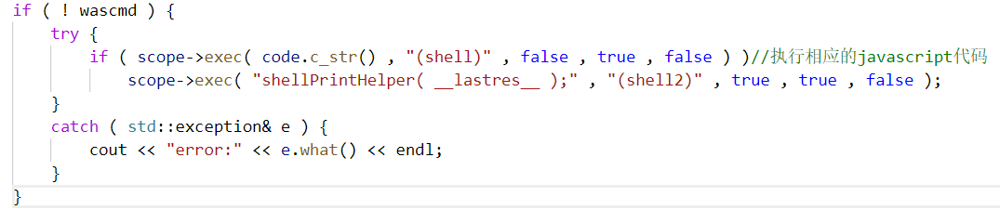 if ( ! wascmd ) {
try {
if ( scope->exec( code.c_str() , "(shell)" , false , true , false ) )//执行相应的javascript代码
scope->exec( "shellPrintHelper( __lastres__ );" , "(shell2)" , true , true , false );
}
catch ( std::exception& e ) {
cout << "error:" << e.what() << endl;
}
}